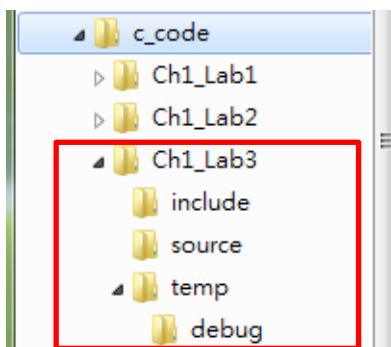 c_code
Ch1_Lab1
Ch1_Lab2
Ch1_Lab3
include
source
temp
debug